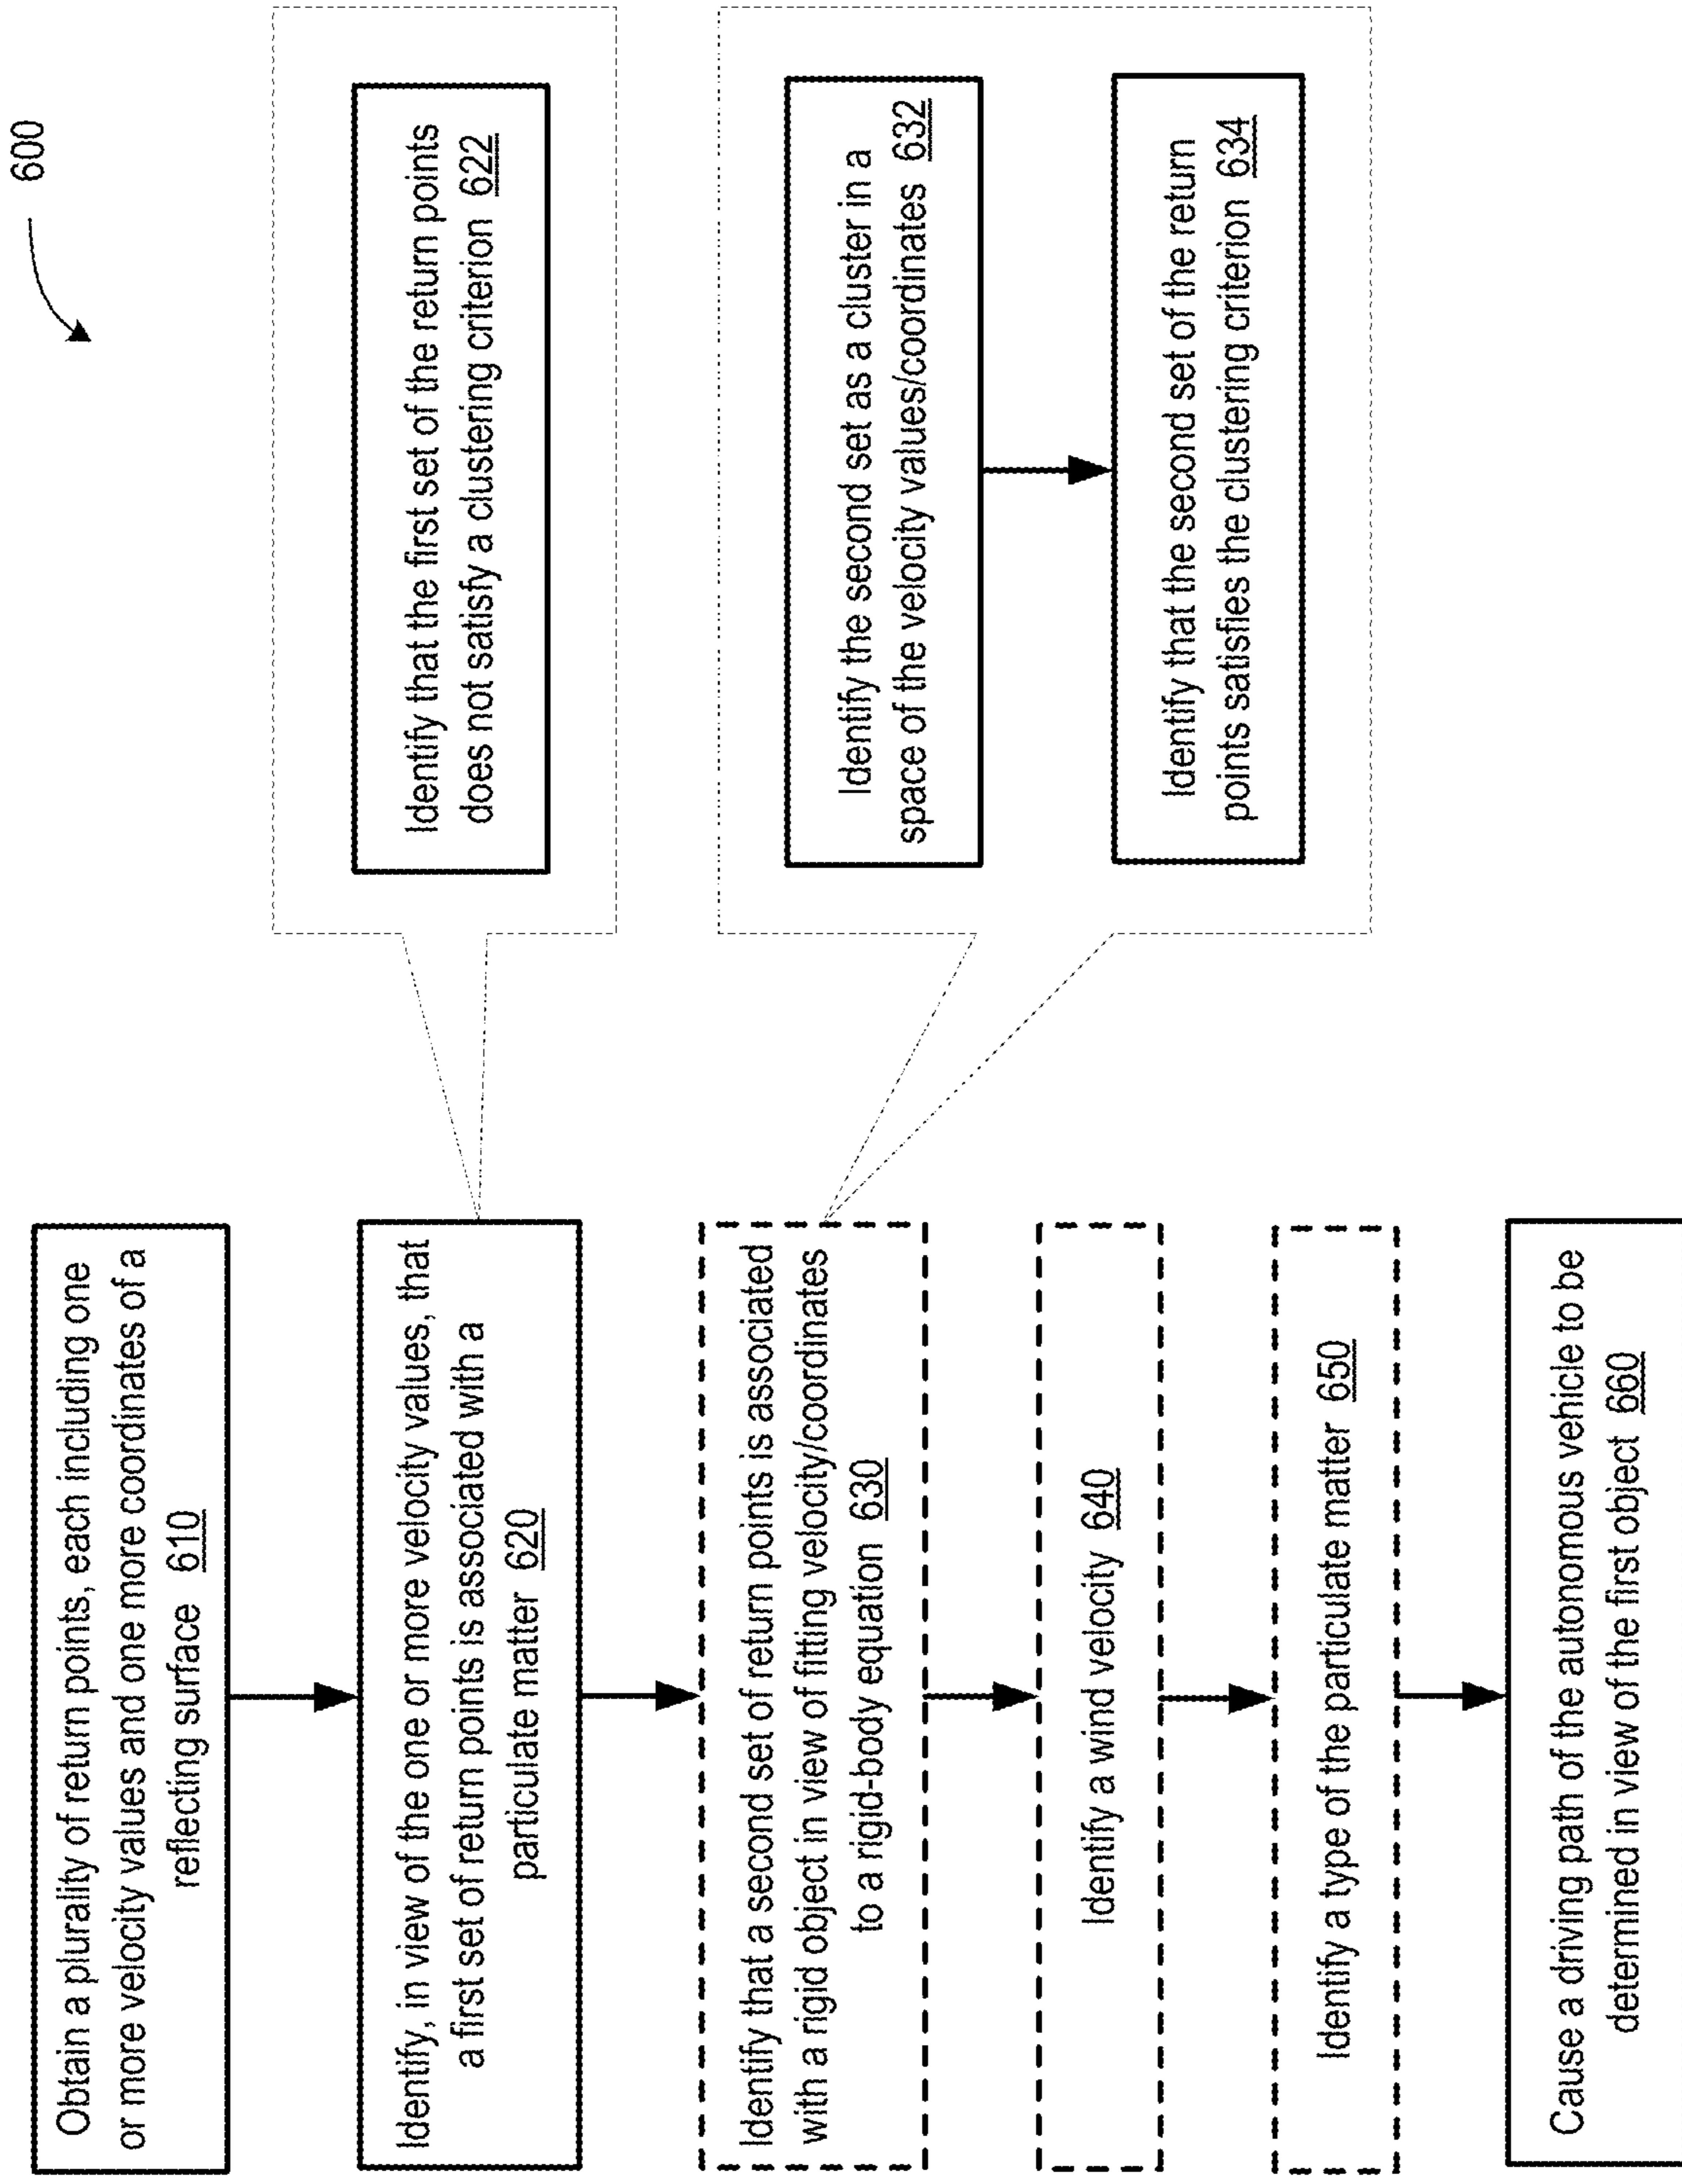 600
Obtain a plurality of return points, each including one
or more velocity values and one more coordinates of a
reflecting surface 610
Identify, in view of the one or more velocity values, that
a first set of return points is associated with a
particulate matter 620
Identify that the first set of the return points
does not satisfy a clustering criterion 622
Identify that a second set of return points is associated
with a rigid object in view of fitting velocity/coordinates
to a rigid-body equation 630
Identify the second set as a cluster in a
space of the velocity values/coordinates 632
Identify that the second set of the return
points satisfies the clustering criterion 634
Identify a wind velocity 640
Identify a type of the particulate matter 650
Cause a driving path of the autonomous vehicle to be
determined in view of the first object 660